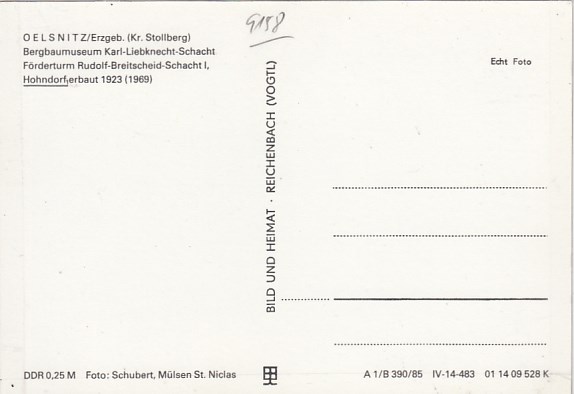 9158
OELSNITZ/Erzgeb. (Kr. Stollberg)
Bergbaumuseum Karl-Liebknecht-Schacht
Förderturm Rudolf-Breitscheid-Schacht I,
Hohndorf, erbaut 1923 (1969)
Echt Foto
BILD UND HEIMAT · REICHENBACH (VOGTL)
DDR 0,25 M Foto: Schubert, Mülsen St. Niclas
A 1/B 390/85 IV-14-483 01 14 09 528 K